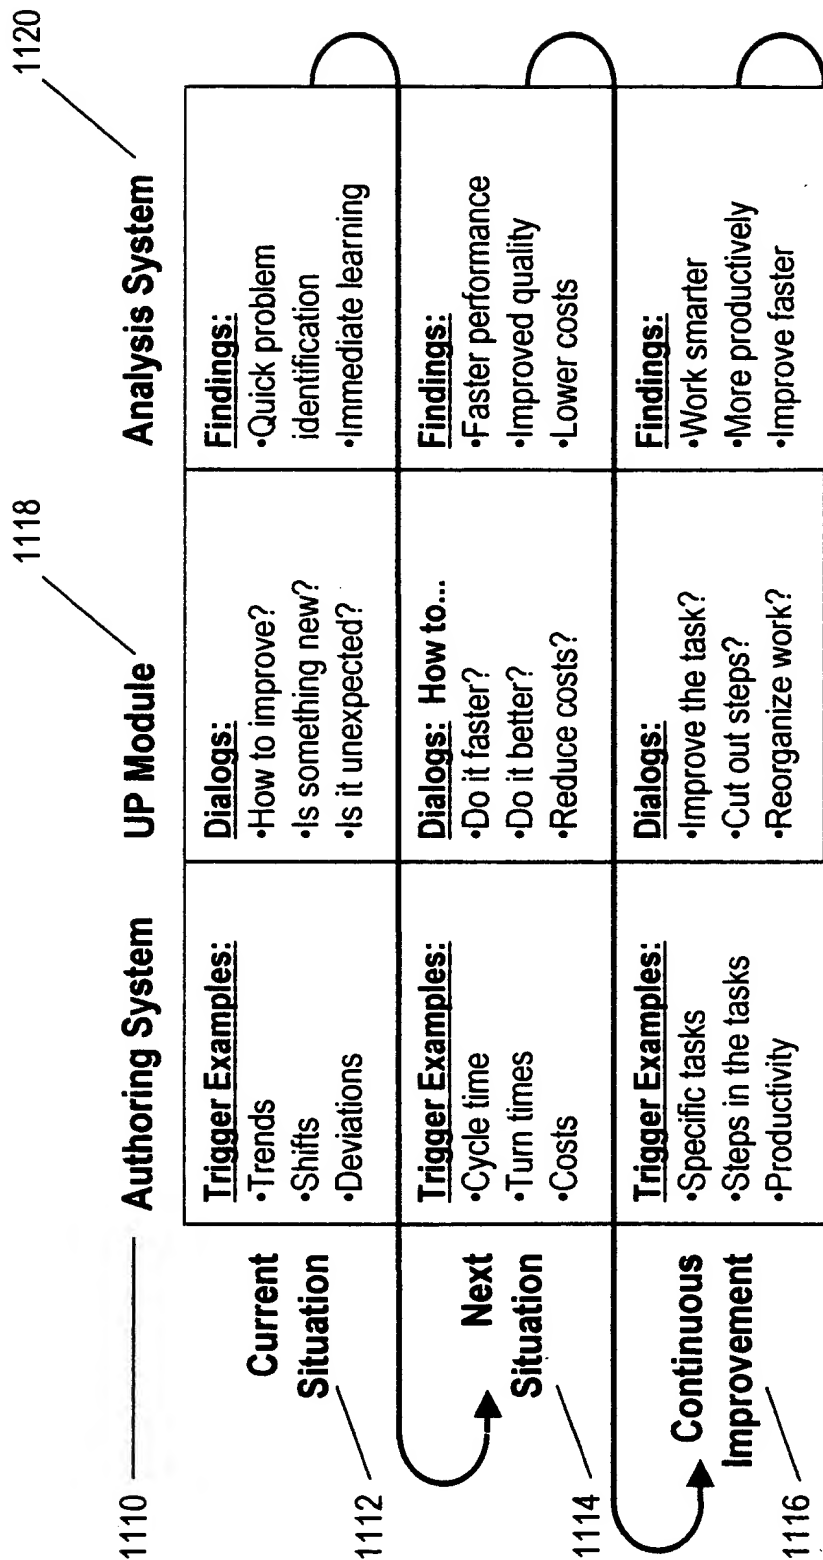 1118
1120
1110
Authoring System
UP Module
Analysis System
Current
Situation
1112
Trigger Examples:
•Trends
•Shifts
•Deviations
Dialogs:
•How to improve?
•Is something new?
•Is it unexpected?
Findings:
•Quick problem
identification
•Immediate learning
Next
Situation
1114
Trigger Examples:
•Cycle time
•Turn times
•Costs
Dialogs: How to...
•Do it faster?
•Do it better?
•Reduce costs?
Findings:
•Faster performance
•Improved quality
•Lower costs
Continuous
Improvement
1116
Trigger Examples:
•Specific tasks
•Steps in the tasks
•Productivity
Dialogs:
•Improve the task?
•Cut out steps?
•Reorganize work?
Findings:
•Work smarter
•More productively
•Improve faster